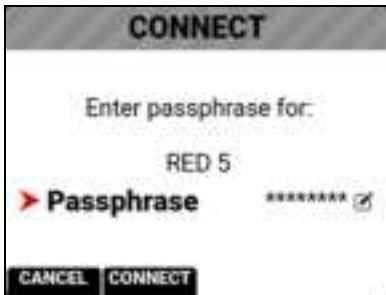 CONNECT
Enter passphrase for:
RED 5
Passphrase ********
CANCEL CONNECT